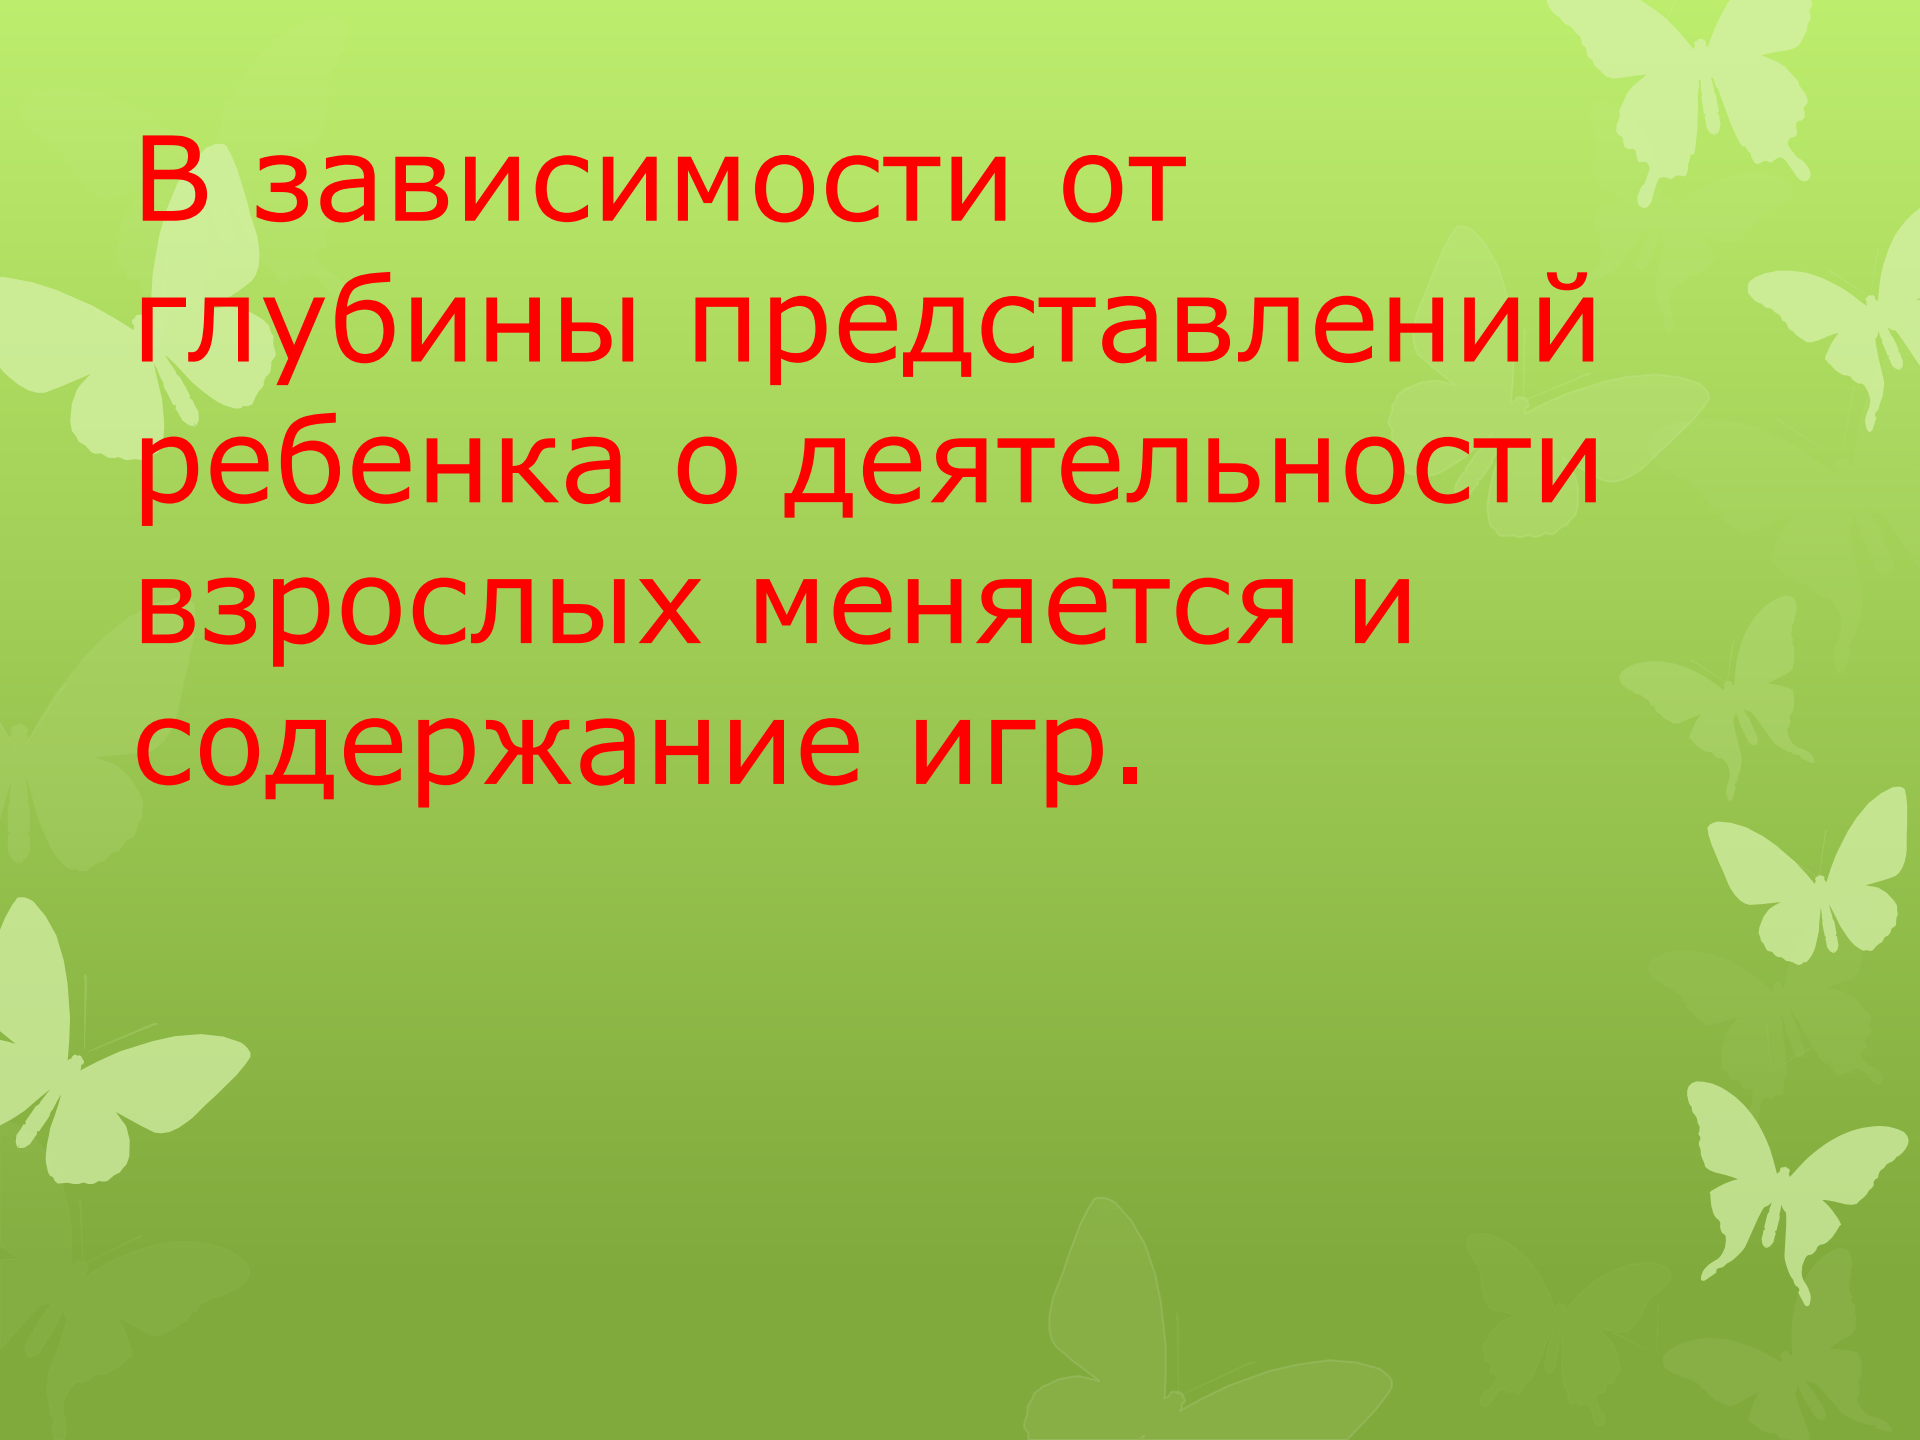 В зависимости от
глубины представлений
ребенка о деятельности
взрослых меняется и
содержание игр.